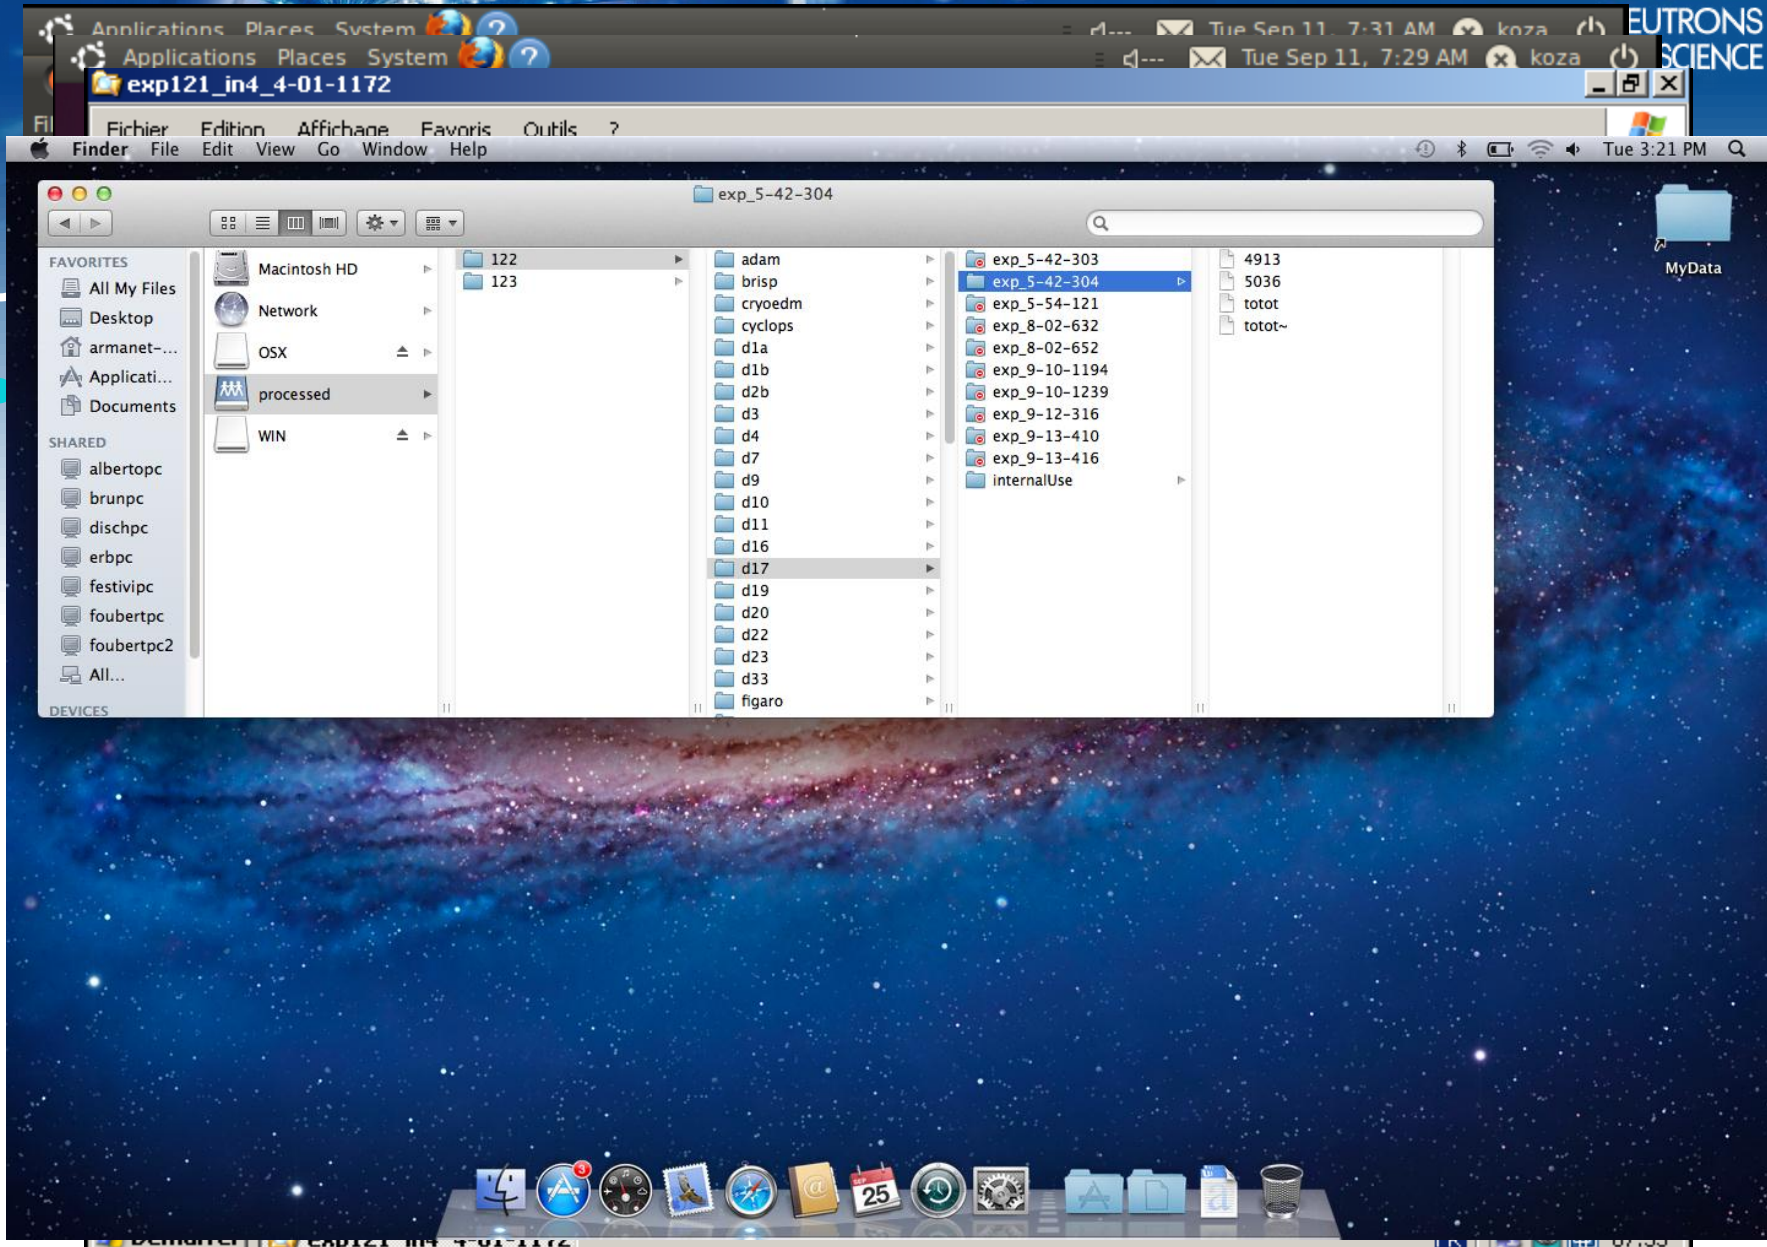 EUTRONS
SCIENCE
Applications Places System ? Tue Sep 11, 7:31 AM koza
Applications Places System ? Tue Sep 11, 7:29 AM koza
exp121_in4_4-01-1172
Fichier Edition Affichage Favoris Outils ?
Finder File Edit View Go Window Help Tue 3:21 PM
exp_5-42-304
MyData
FAVORITES
All My Files
Desktop
armanet-...
Applicati...
Documents
SHARED
albertopc
brunpc
dischpc
erbpc
festivipc
foubertpc
foubertpc2
All...
DEVICES
Macintosh HD
Network
OSX
processed
WIN
122
123
adam
brisp
cryoedm
cyclops
d1a
d1b
d2b
d3
d4
d7
d9
d10
d11
d16
d17
d19
d20
d22
d23
d33
figaro
exp_5-42-303
exp_5-42-304
exp_5-54-121
exp_8-02-632
exp_8-02-652
exp_9-10-1194
exp_9-10-1239
exp_9-12-316
exp_9-13-410
exp_9-13-416
internalUse
4913
5036
totot
totot~
3
SEP
25
Démarrer exp121_in4_4-01-1172